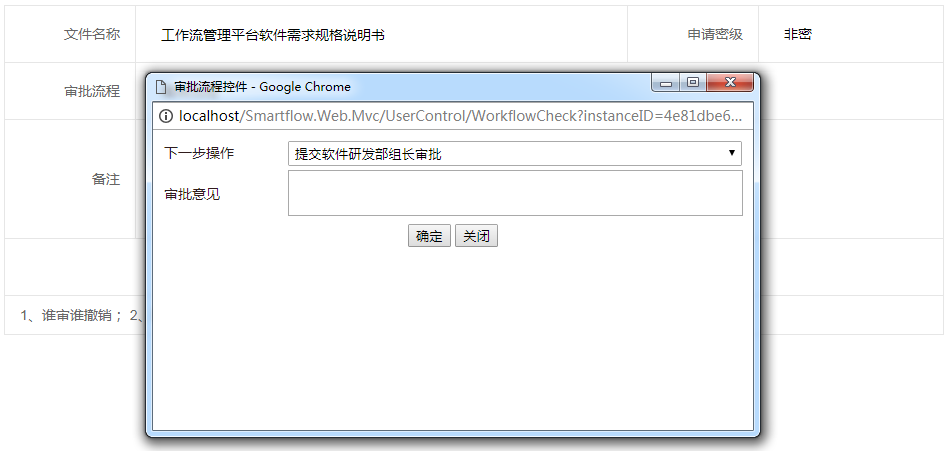 文件名称 工作流管理平台软件需求规格说明书 申请密级 非密
审批流程
备注
1、谁审谁撤销；2、
审批流程控件 - Google Chrome
localhost/Smartflow.Web.Mvc/UserControl/WorkflowCheck?instanceID=4e81dbe6...
下一步操作 提交软件研发部组长审批
审批意见
确定 关闭